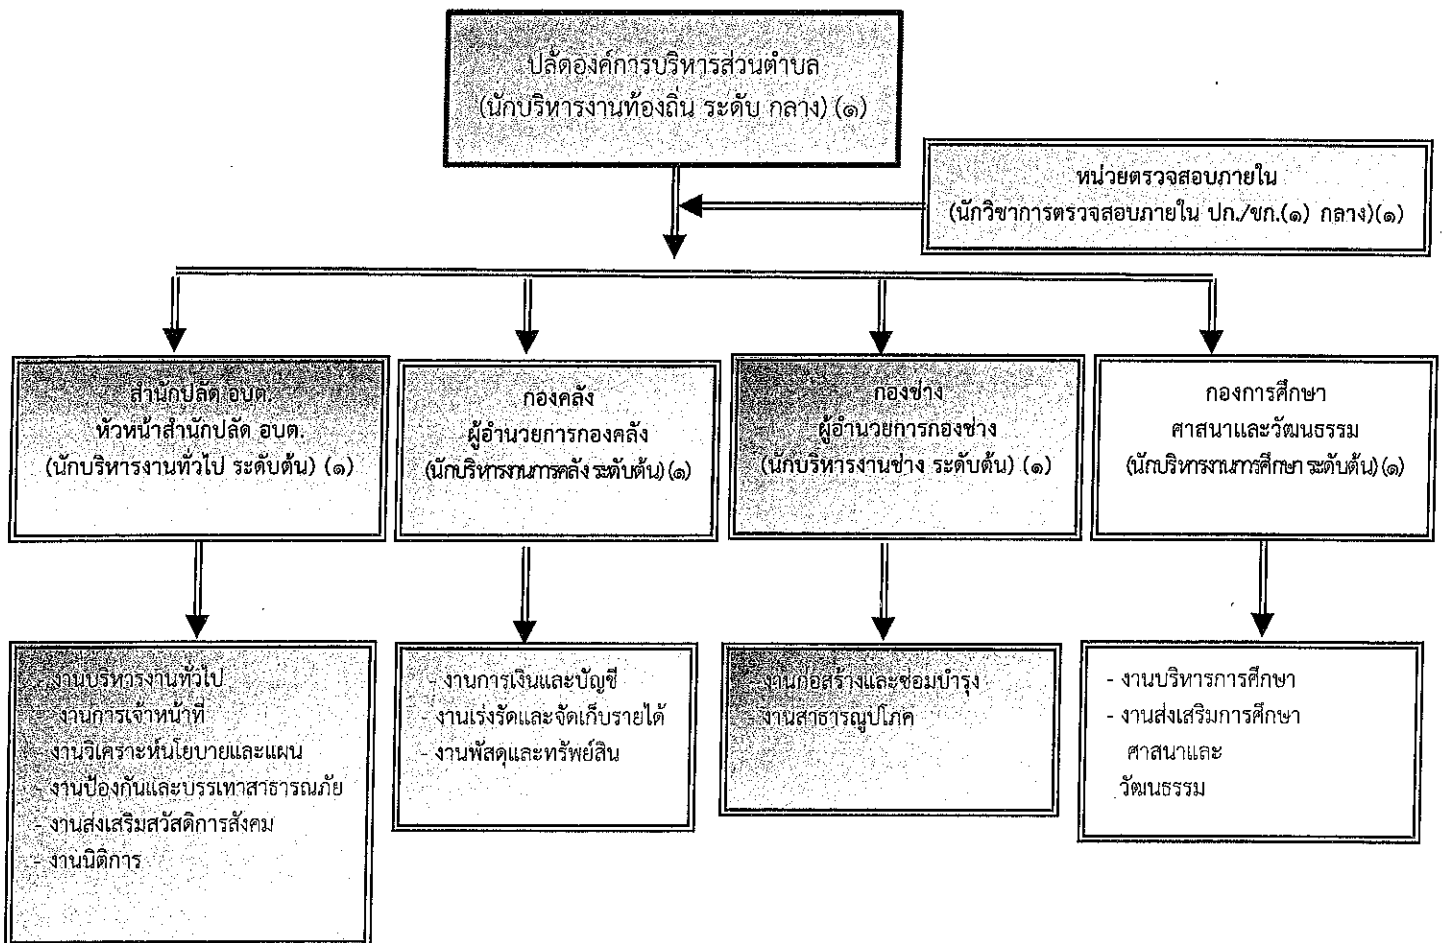 ปลัดองค์การบริหารส่วนตำบล
(นักบริหารงานท้องถิ่น ระดับ กลาง) (๑)
หน่วยตรวจสอบภายใน
(นักวิชาการตรวจสอบภายใน ปก./ชก.(๑) กลาง)(๑)
สำนักปลัด อบต.
หัวหน้าสำนักปลัด อบต.
(นักบริหารงานทั่วไป ระดับต้น) (๑)
กองคลัง
ผู้อำนวยการกองคลัง
(นักบริหารงานการคลัง ระดับต้น) (๑)
กองช่าง
ผู้อำนวยการกองช่าง
(นักบริหารงานช่าง ระดับต้น) (๑)
กองการศึกษา
ศาสนาและวัฒนธรรม
(นักบริหารงานการศึกษา ระดับต้น) (๑)
- งานบริหารงานทั่วไป
- งานการเจ้าหน้าที่
- งานวิเคราะห์นโยบายและแผน
- งานป้องกันและบรรเทาสาธารณภัย
- งานส่งเสริมสวัสดิการสังคม
- งานนิติการ
- งานการเงินและบัญชี
- งานเร่งรัดและจัดเก็บรายได้
- งานพัสดุและทรัพย์สิน
- งานก่อสร้างและซ่อมบำรุง
- งานสาธารณูปโภค
- งานบริหารการศึกษา
- งานส่งเสริมการศึกษา
ศาสนาและ
วัฒนธรรม